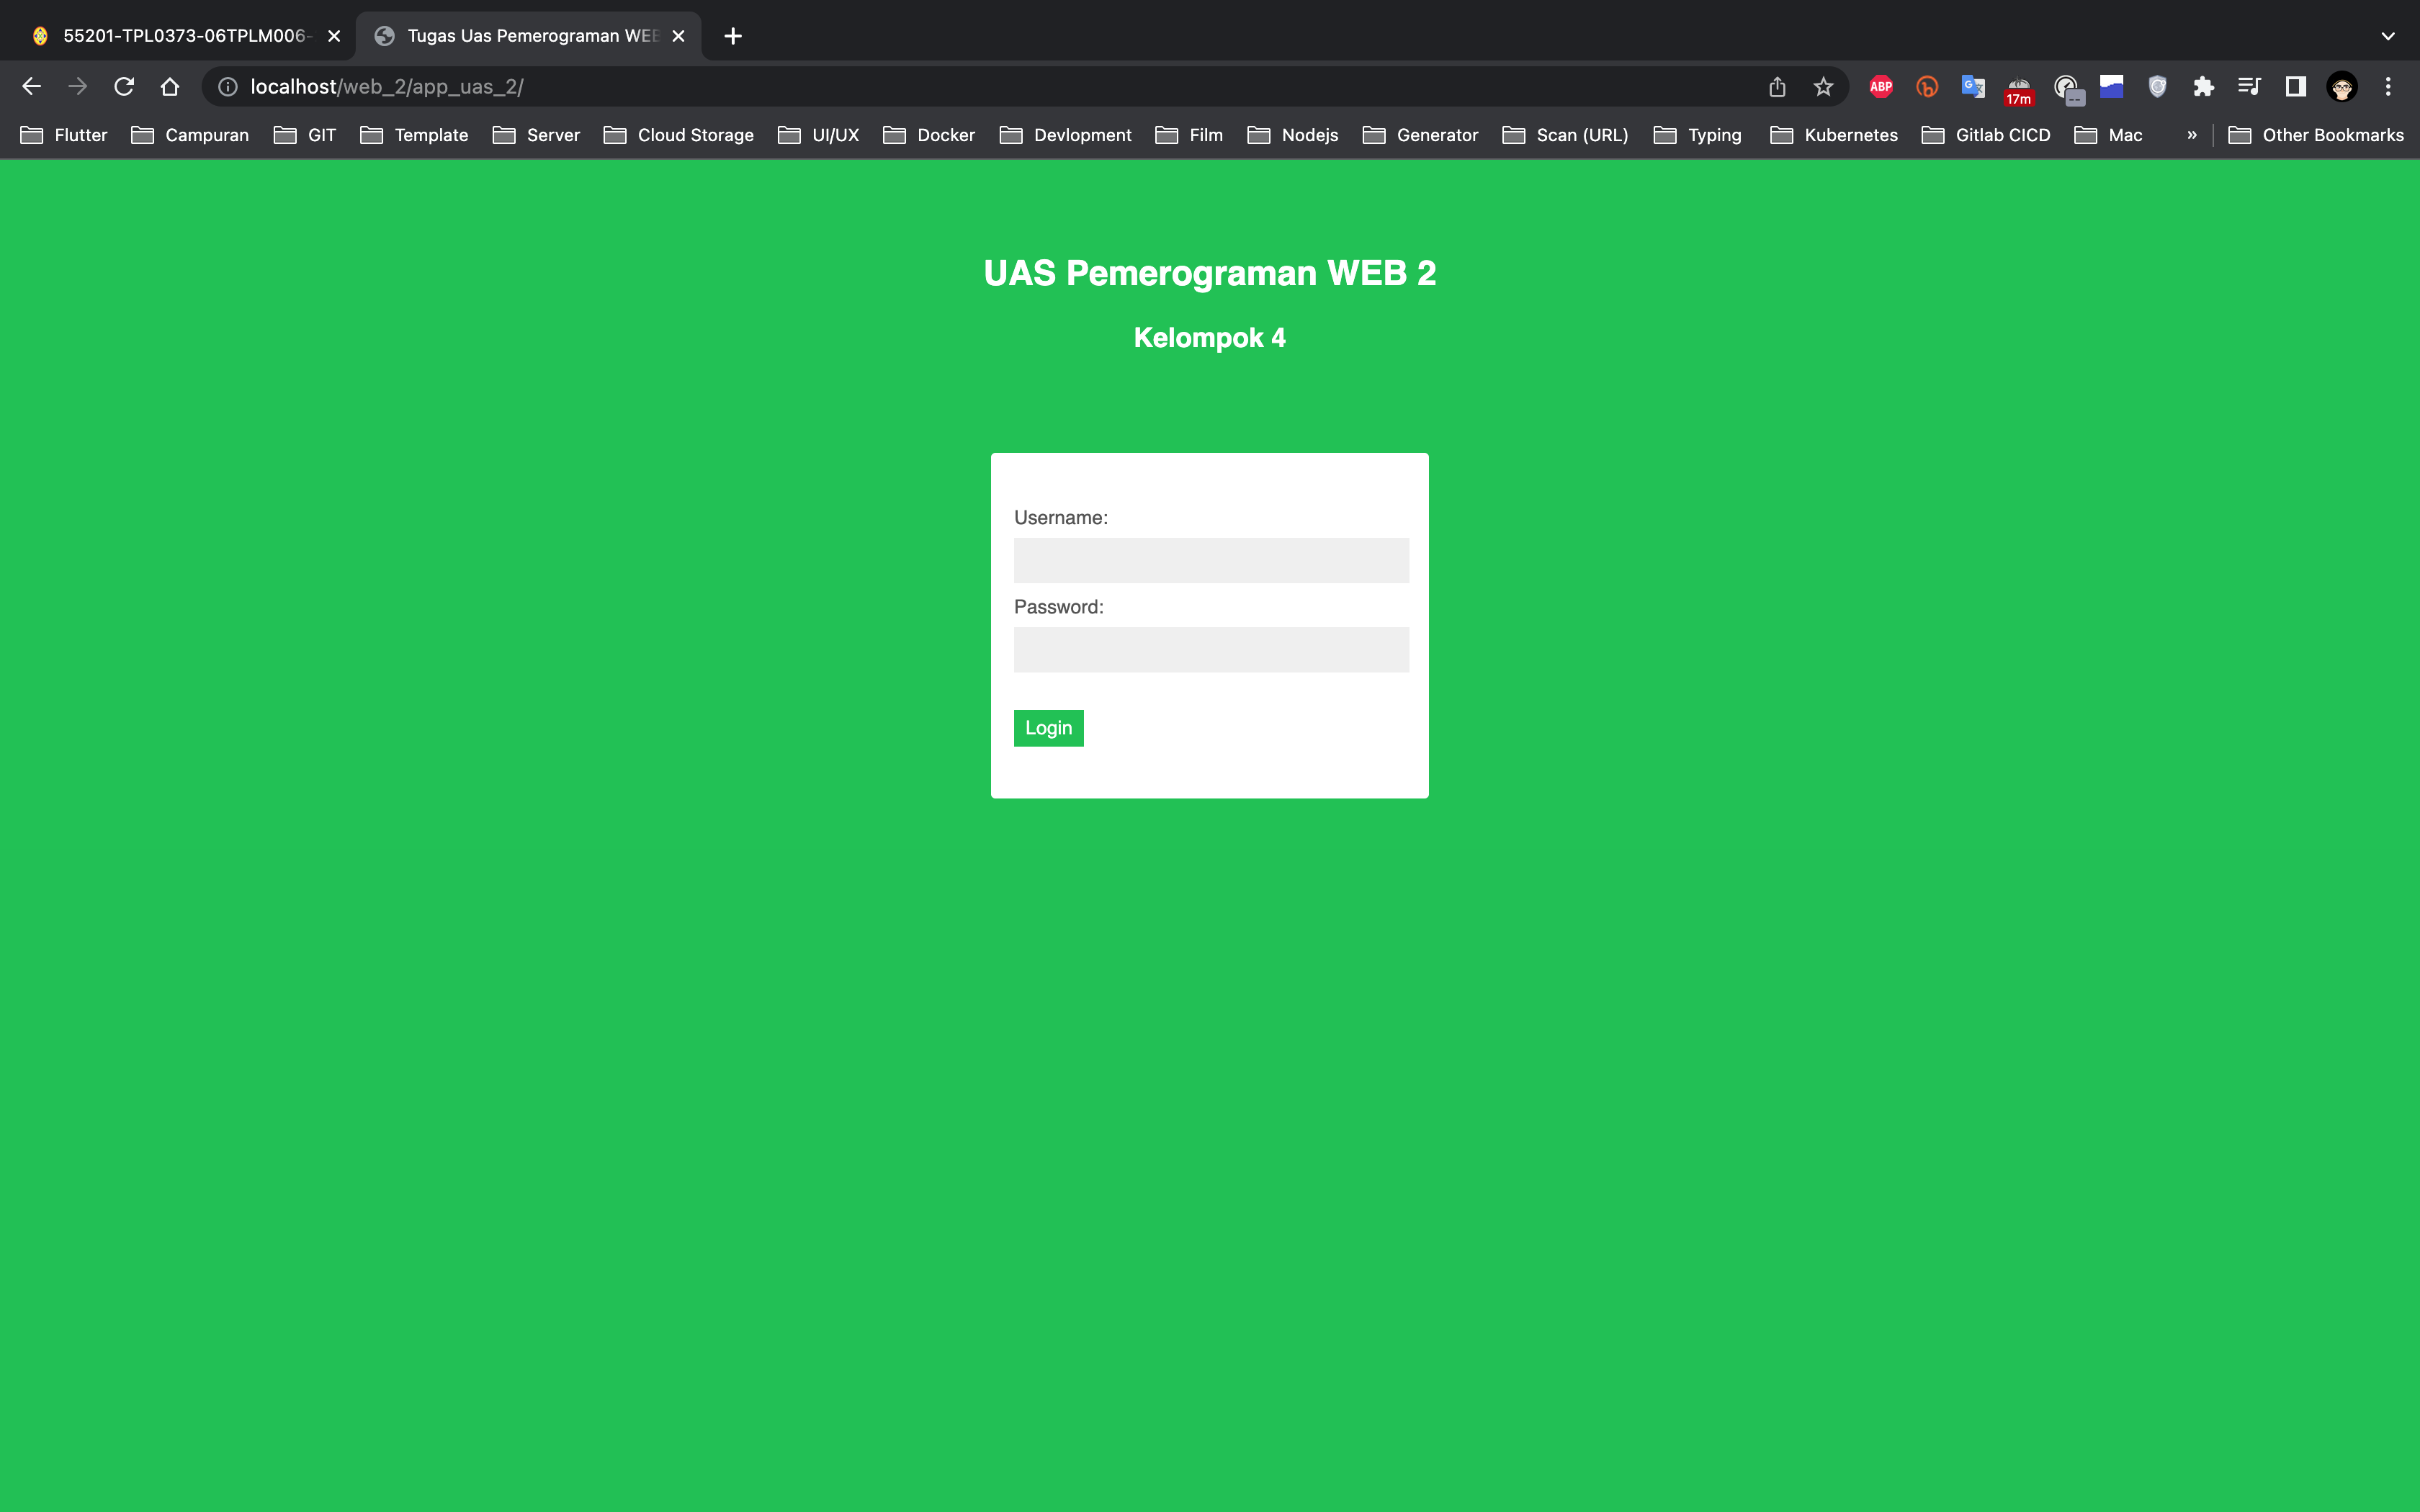 55201-TPL0373-06TPLM006-
Tugas Uas Pemerograman WEB
localhost/web_2/app_uas_2/
ABP
17m
Flutter Campuran GIT Template Server Cloud Storage UI/UX Docker Devlopment Film Nodejs Generator Scan (URL) Typing Kubernetes Gitlab CICD Mac » Other Bookmarks
UAS Pemerograman WEB 2
Kelompok 4
Username:
Password:
Login